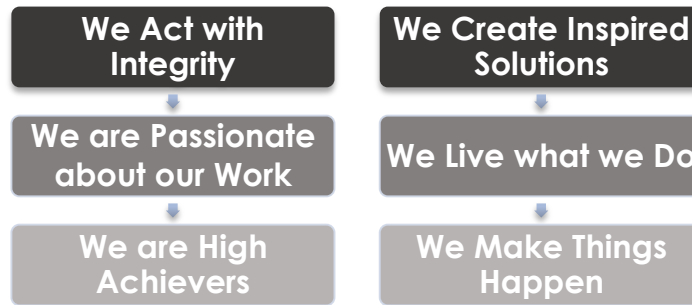 We Act with
Integrity
We are Passionate
about our Work
We are High
Achievers
We Create Inspired
Solutions
We Live what we Do
We Make Things
Happen